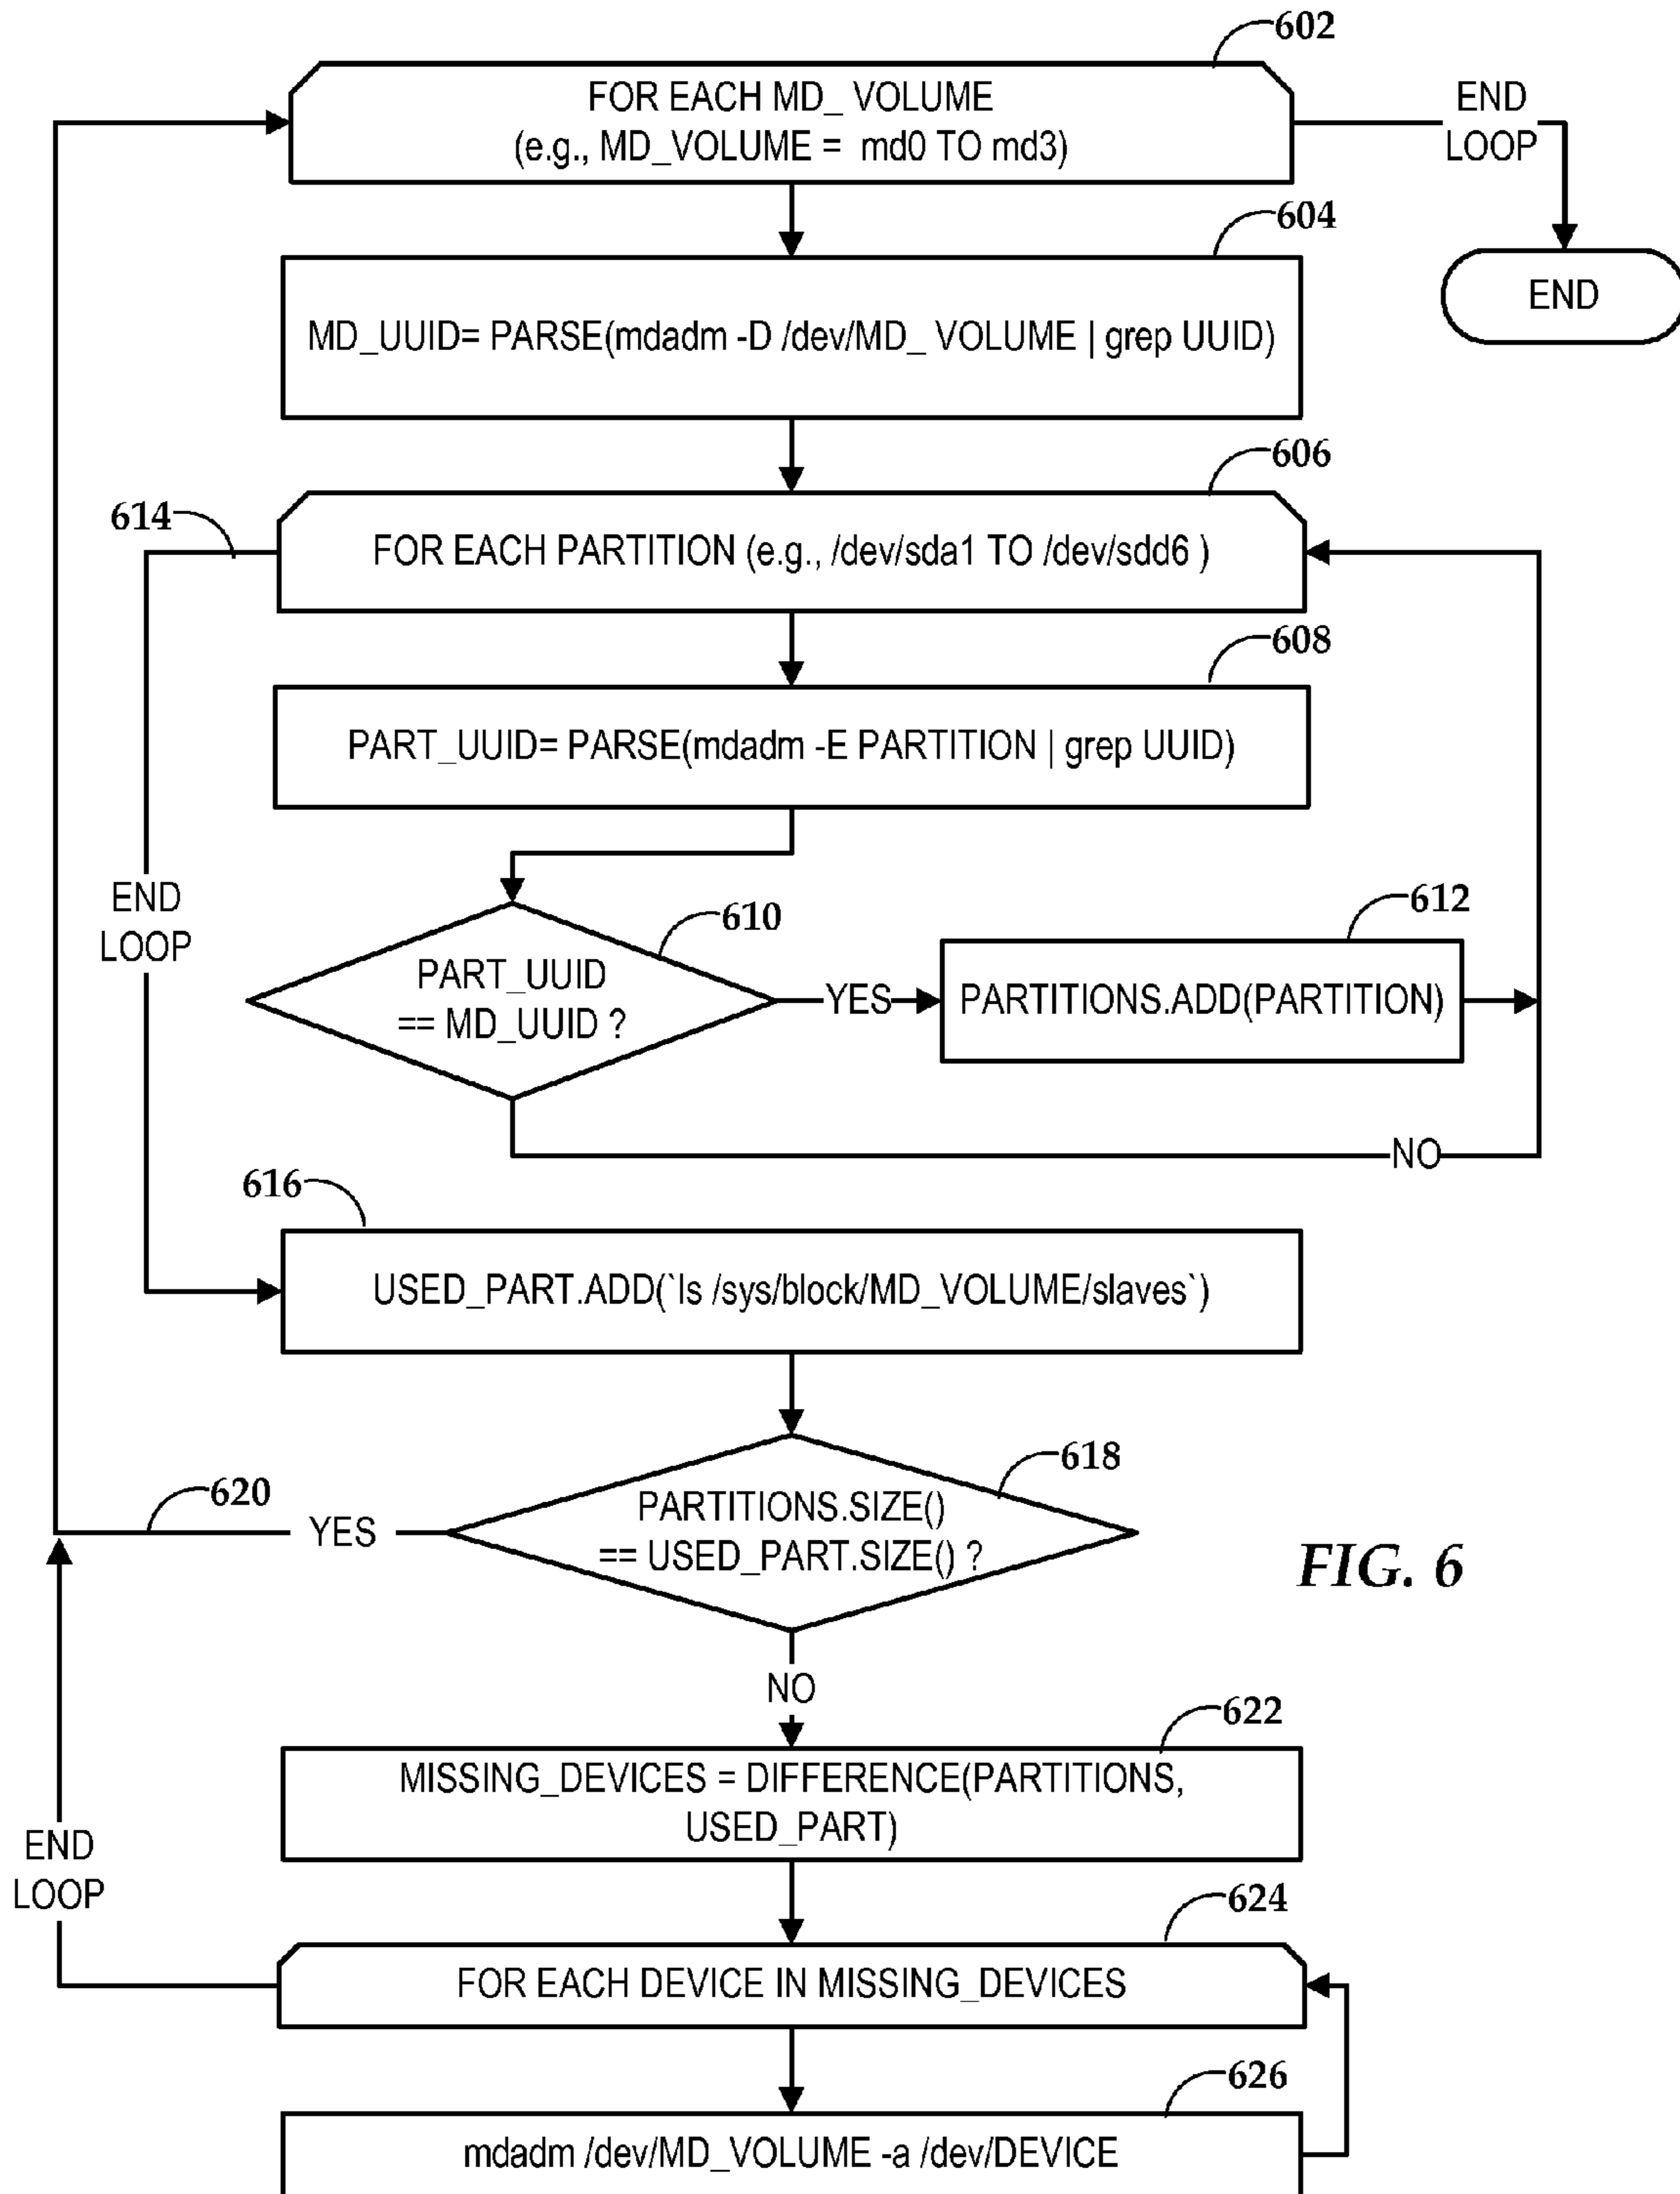 602
FOR EACH MD_ VOLUME
(e.g., MD_VOLUME = md0 TO md3)
END
LOOP
604
END
MD_UUID= PARSE(mdadm -D /dev/MD_ VOLUME | grep UUID)
606
614
FOR EACH PARTITION (e.g., /dev/sda1 TO /dev/sdd6 )
608
PART_UUID= PARSE(mdadm -E PARTITION | grep UUID)
END
LOOP
610
PART_UUID
== MD_UUID ?
YES
612
PARTITIONS.ADD(PARTITION)
NO
616
USED_PART.ADD(`ls /sys/block/MD_VOLUME/slaves`)
618
620
YES
PARTITIONS.SIZE()
== USED_PART.SIZE() ?
FIG. 6
NO
622
MISSING_DEVICES = DIFFERENCE(PARTITIONS,
USED_PART)
END
LOOP
624
FOR EACH DEVICE IN MISSING_DEVICES
626
mdadm /dev/MD_VOLUME -a /dev/DEVICE